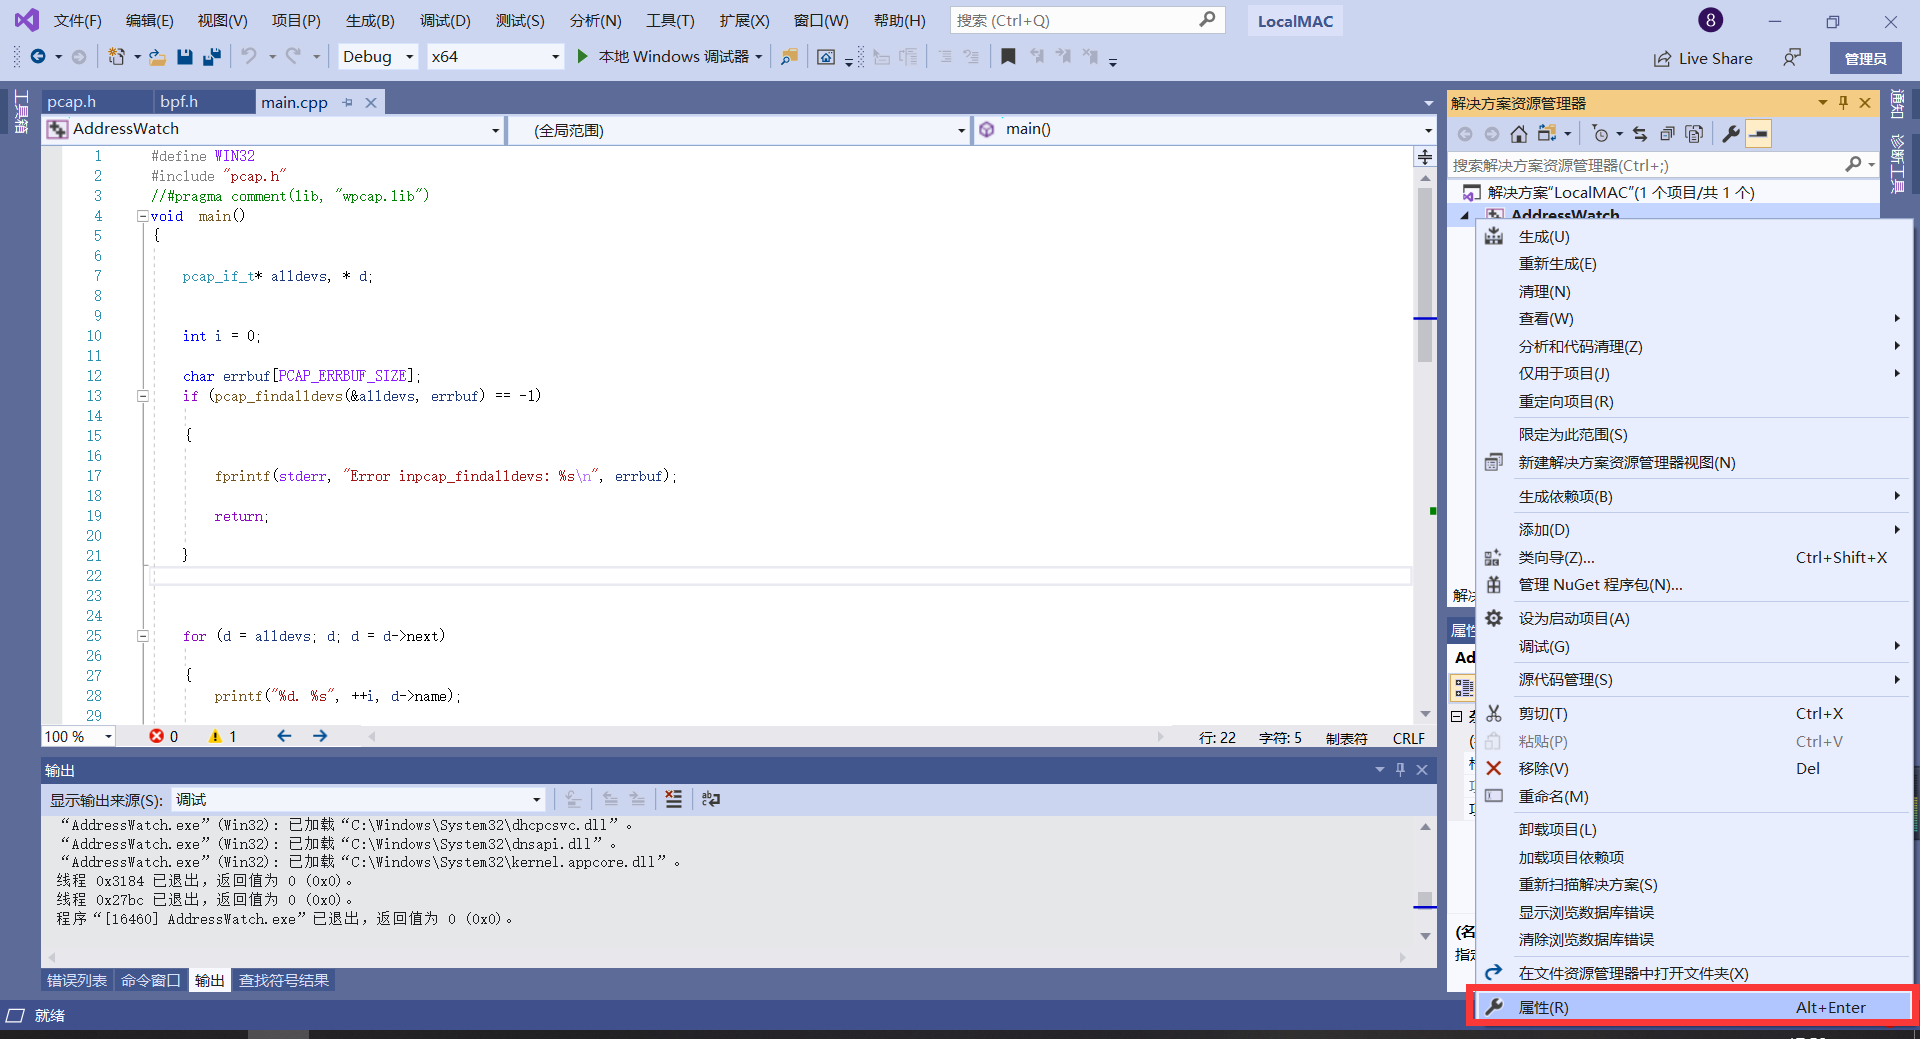 文件(F) 编辑(E) 视图(V) 项目(P) 生成(B) 调试(D) 测试(S) 分析(N) 工具(T) 扩展(X) 窗口(W) 帮助(H) 搜索 (Ctrl+Q) LocalMAC 8
Debug x64 本地 Windows 调试器 Live Share 管理员
工具箱
pcap.h bpf.h main.cpp
AddressWatch (全局范围) main()
1 #define WIN32
2 #include "pcap.h"
3 //#pragma comment(lib, "wpcap.lib")
4 void main()
5 {
6
7 pcap_if_t* alldevs, * d;
8
9
10 int i = 0;
11
12 char errbuf[PCAP_ERRBUF_SIZE];
13 if (pcap_findalldevs(&alldevs, errbuf) == -1)
14
15 {
16
17 fprintf(stderr, "Error inpcap_findalldevs: %s\n", errbuf);
18
19 return;
20
21 }
22
23
24
25 for (d = alldevs; d; d = d->next)
26
27 {
28 printf("%d. %s", ++i, d->name);
29
100 % 0 1 行: 22 字符: 5 制表符 CRLF
输出
显示输出来源(S): 调试
“AddressWatch.exe”(Win32): 已加载“C:\Windows\System32\dhcpcsvc.dll”。
“AddressWatch.exe”(Win32): 已加载“C:\Windows\System32\dnsapi.dll”。
“AddressWatch.exe”(Win32): 已加载“C:\Windows\System32\kernel.appcore.dll”。
线程 0x3184 已退出，返回值为 0 (0x0)。
线程 0x27bc 已退出，返回值为 0 (0x0)。
程序“[16460] AddressWatch.exe”已退出，返回值为 0 (0x0)。
错误列表 命令窗口 输出 查找符号结果
就绪
解决方案资源管理器
搜索解决方案资源管理器(Ctrl+;)
解决方案“LocalMAC”(1 个项目/共 1 个)
AddressWatch
通知
诊断工具
解决
属性
Ad
生成(U)
重新生成(E)
清理(N)
查看(W)
分析和代码清理(Z)
仅用于项目(J)
重定向项目(R)
限定为此范围(S)
新建解决方案资源管理器视图(N)
生成依赖项(B)
添加(D)
类向导(Z)... Ctrl+Shift+X
管理 NuGet 程序包(N)...
设为启动项目(A)
调试(G)
源代码管理(S)
剪切(T) Ctrl+X
粘贴(P) Ctrl+V
移除(V) Del
重命名(M)
卸载项目(L)
加载项目依赖项
重新扫描解决方案(S)
显示浏览数据库错误
清除浏览数据库错误
在文件资源管理器中打开文件夹(X)
属性(R) Alt+Enter
(名
指定